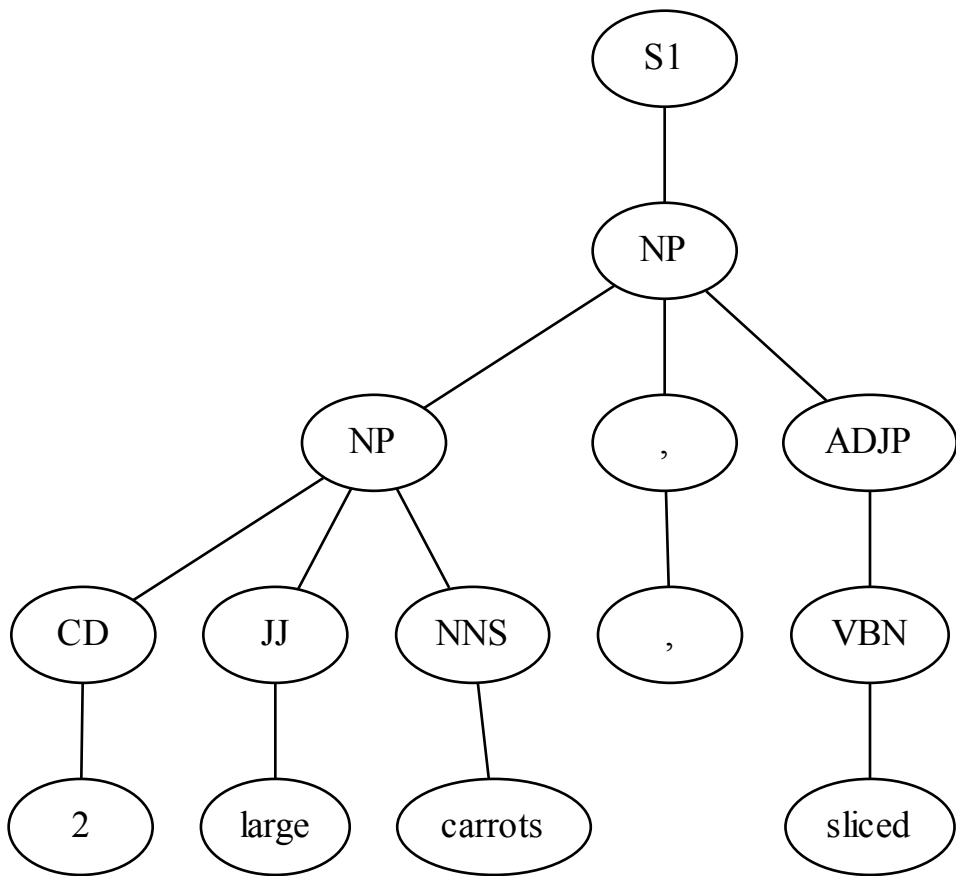 S1
NP
NP , ADJP
CD JJ NNS , VBN
2 large carrots sliced